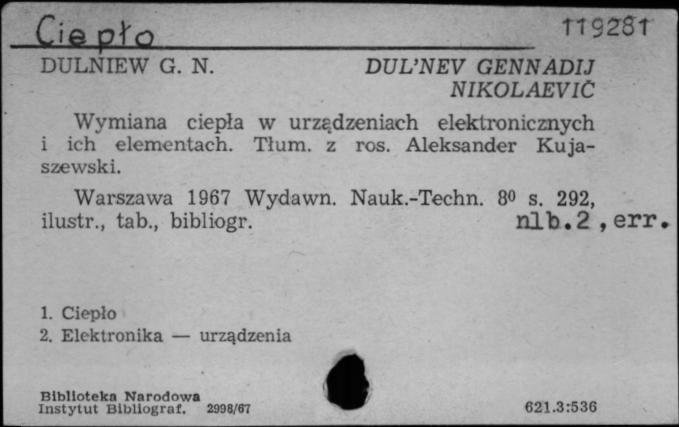 Ciepło 119281
DULNIEW G. N. DUL'NEV GENNADIJ
NIKOLAEVIČ
Wymiana ciepła w urządzeniach elektronicznych
i ich elementach. Tłum. z ros. Aleksander Kuja-
szewski.
Warszawa 1967 Wydawn. Nauk.-Techn. 8⁰ s. 292,
ilustr., tab., bibliogr. nlb.2,err.
1. Ciepło
2. Elektronika — urządzenia
Biblioteka Narodowa
Instytut Bibliograf. 2998/67 621.3:536